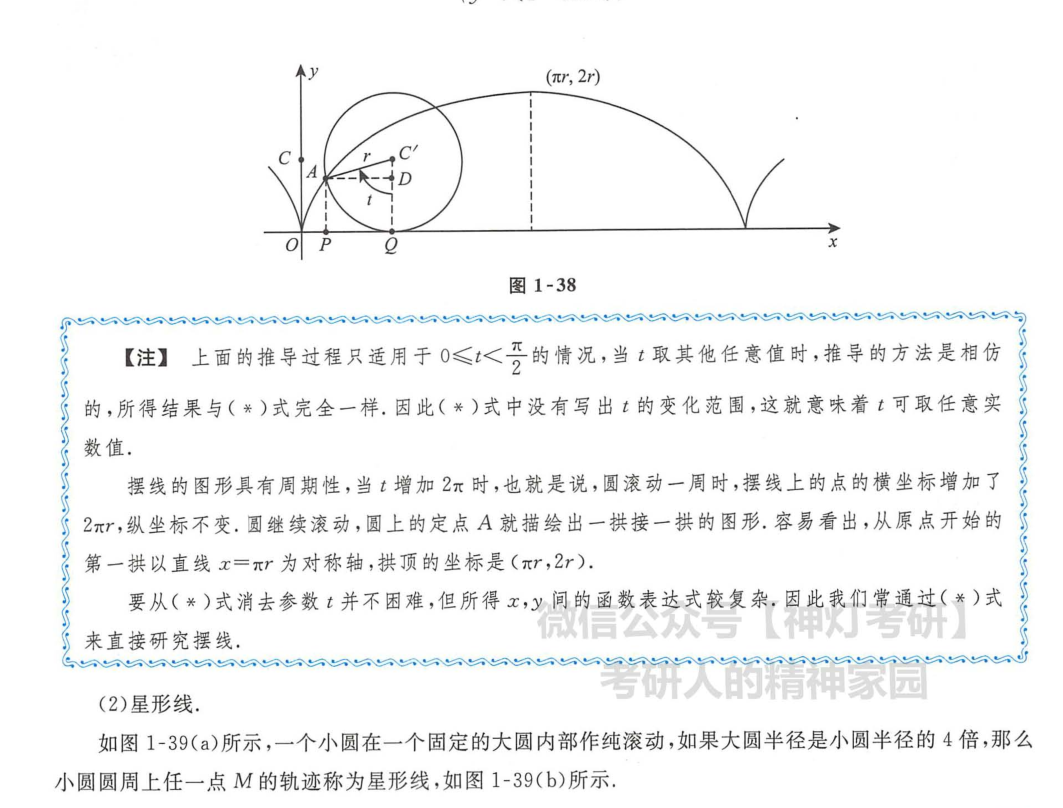 y
(πr, 2r)
C
A
r
C′
D
t
O
P
Q
x
图 1-38
【注】 上面的推导过程只适用于 0≤t<π/2的情况,当 t 取其他任意值时,推导的方法是相仿
的,所得结果与(*)式完全一样.因此(*)式中没有写出 t 的变化范围,这就意味着 t 可取任意实
数值.
摆线的图形具有周期性,当 t 增加 2π 时,也就是说,圆滚动一周时,摆线上的点的横坐标增加了
2πr,纵坐标不变.圆继续滚动,圆上的定点 A 就描绘出一拱接一拱的图形.容易看出,从原点开始的
第一拱以直线 x=πr 为对称轴,拱顶的坐标是(πr,2r).
要从(*)式消去参数 t 并不困难,但所得 x,y 间的函数表达式较复杂.因此我们常通过(*)式
来直接研究摆线.
微信公众号【神灯考研】
考研人的精神家园
(2)星形线.
如图 1-39(a)所示,一个小圆在一个固定的大圆内部作纯滚动,如果大圆半径是小圆半径的 4 倍,那么
小圆圆周上任一点 M 的轨迹称为星形线,如图 1-39(b)所示.